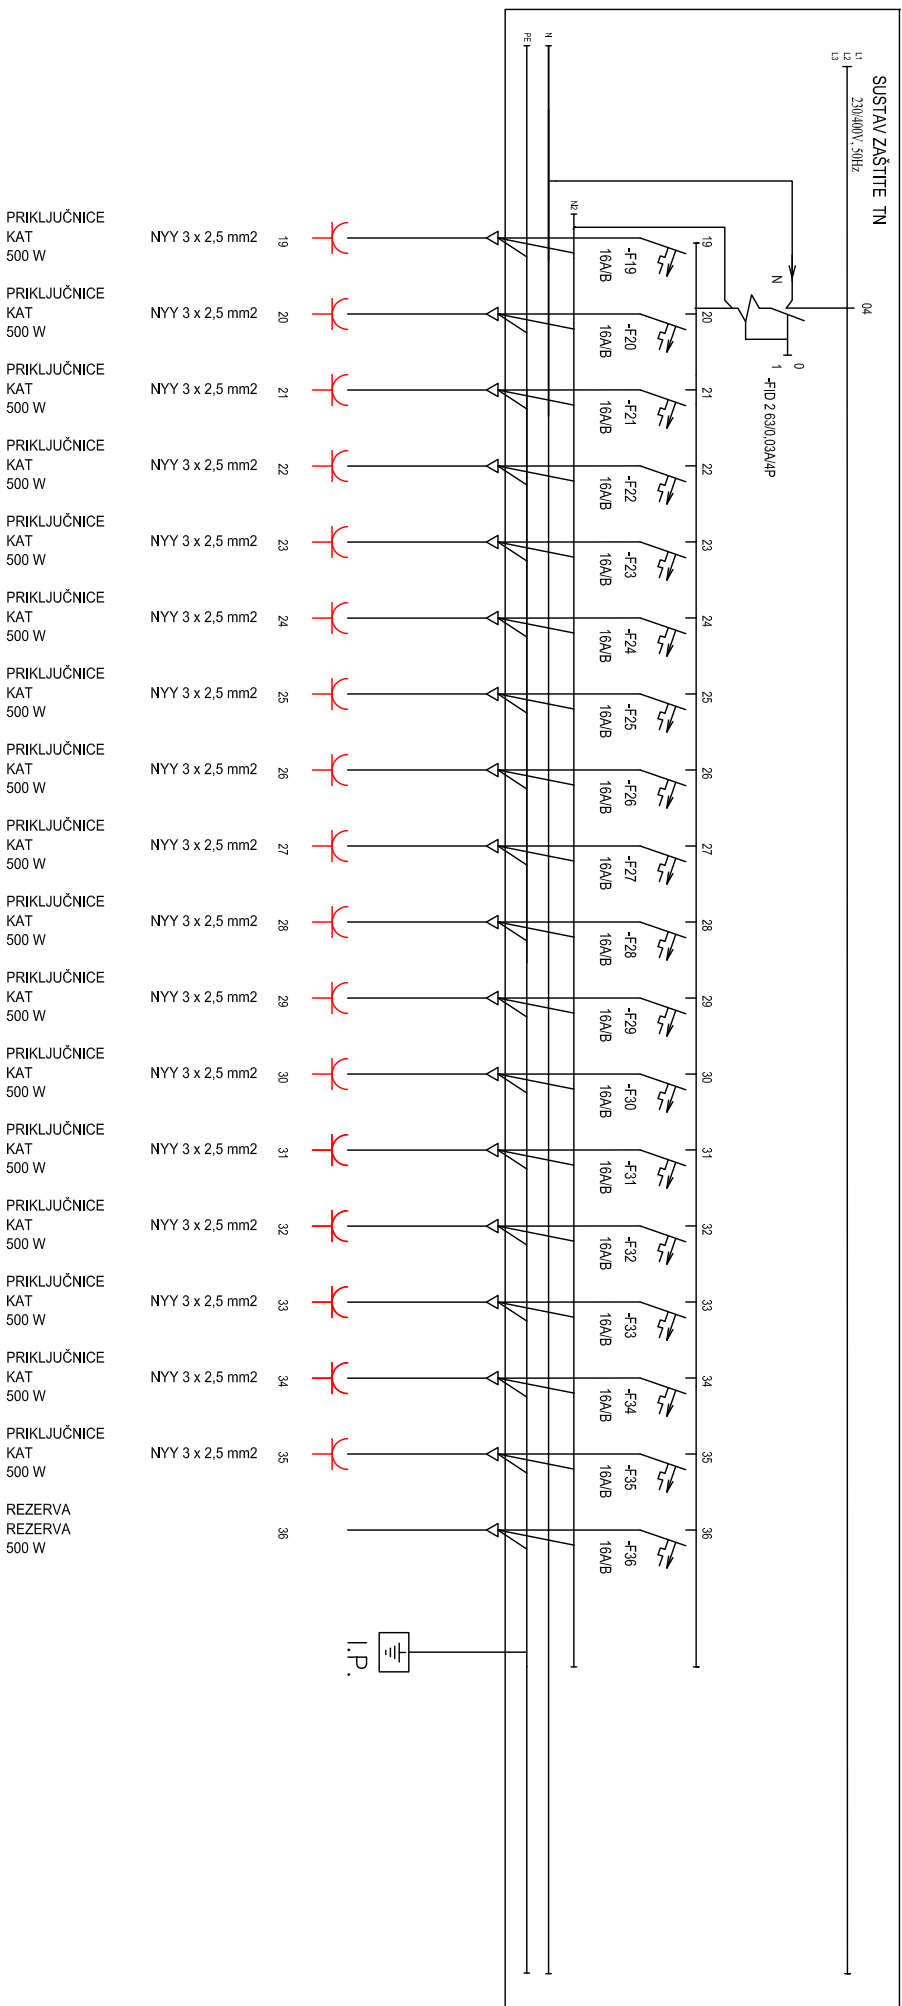 SUSTAV ZAŠTITE TN
230/400V, 50Hz
L1
L2
L3
N
PE
N2
N
04
0
1
-FID 2 63/0,03A/4P
PRIKLJUČNICE
KAT
500 W
NYY 3 x 2,5 mm2
19
16A/B
-F19
19
PRIKLJUČNICE
KAT
500 W
NYY 3 x 2,5 mm2
20
16A/B
-F20
20
PRIKLJUČNICE
KAT
500 W
NYY 3 x 2,5 mm2
21
16A/B
-F21
21
PRIKLJUČNICE
KAT
500 W
NYY 3 x 2,5 mm2
22
16A/B
-F22
22
PRIKLJUČNICE
KAT
500 W
NYY 3 x 2,5 mm2
23
16A/B
-F23
23
PRIKLJUČNICE
KAT
500 W
NYY 3 x 2,5 mm2
24
16A/B
-F24
24
PRIKLJUČNICE
KAT
500 W
NYY 3 x 2,5 mm2
25
16A/B
-F25
25
PRIKLJUČNICE
KAT
500 W
NYY 3 x 2,5 mm2
26
16A/B
-F26
26
PRIKLJUČNICE
KAT
500 W
NYY 3 x 2,5 mm2
27
16A/B
-F27
27
PRIKLJUČNICE
KAT
500 W
NYY 3 x 2,5 mm2
28
16A/B
-F28
28
PRIKLJUČNICE
KAT
500 W
NYY 3 x 2,5 mm2
29
16A/B
-F29
29
PRIKLJUČNICE
KAT
500 W
NYY 3 x 2,5 mm2
30
16A/B
-F30
30
PRIKLJUČNICE
KAT
500 W
NYY 3 x 2,5 mm2
31
16A/B
-F31
31
PRIKLJUČNICE
KAT
500 W
NYY 3 x 2,5 mm2
32
16A/B
-F32
32
PRIKLJUČNICE
KAT
500 W
NYY 3 x 2,5 mm2
33
16A/B
-F33
33
PRIKLJUČNICE
KAT
500 W
NYY 3 x 2,5 mm2
34
16A/B
-F34
34
PRIKLJUČNICE
KAT
500 W
NYY 3 x 2,5 mm2
35
16A/B
-F35
35
REZERVA
REZERVA
500 W
36
16A/B
-F36
36
I.P.